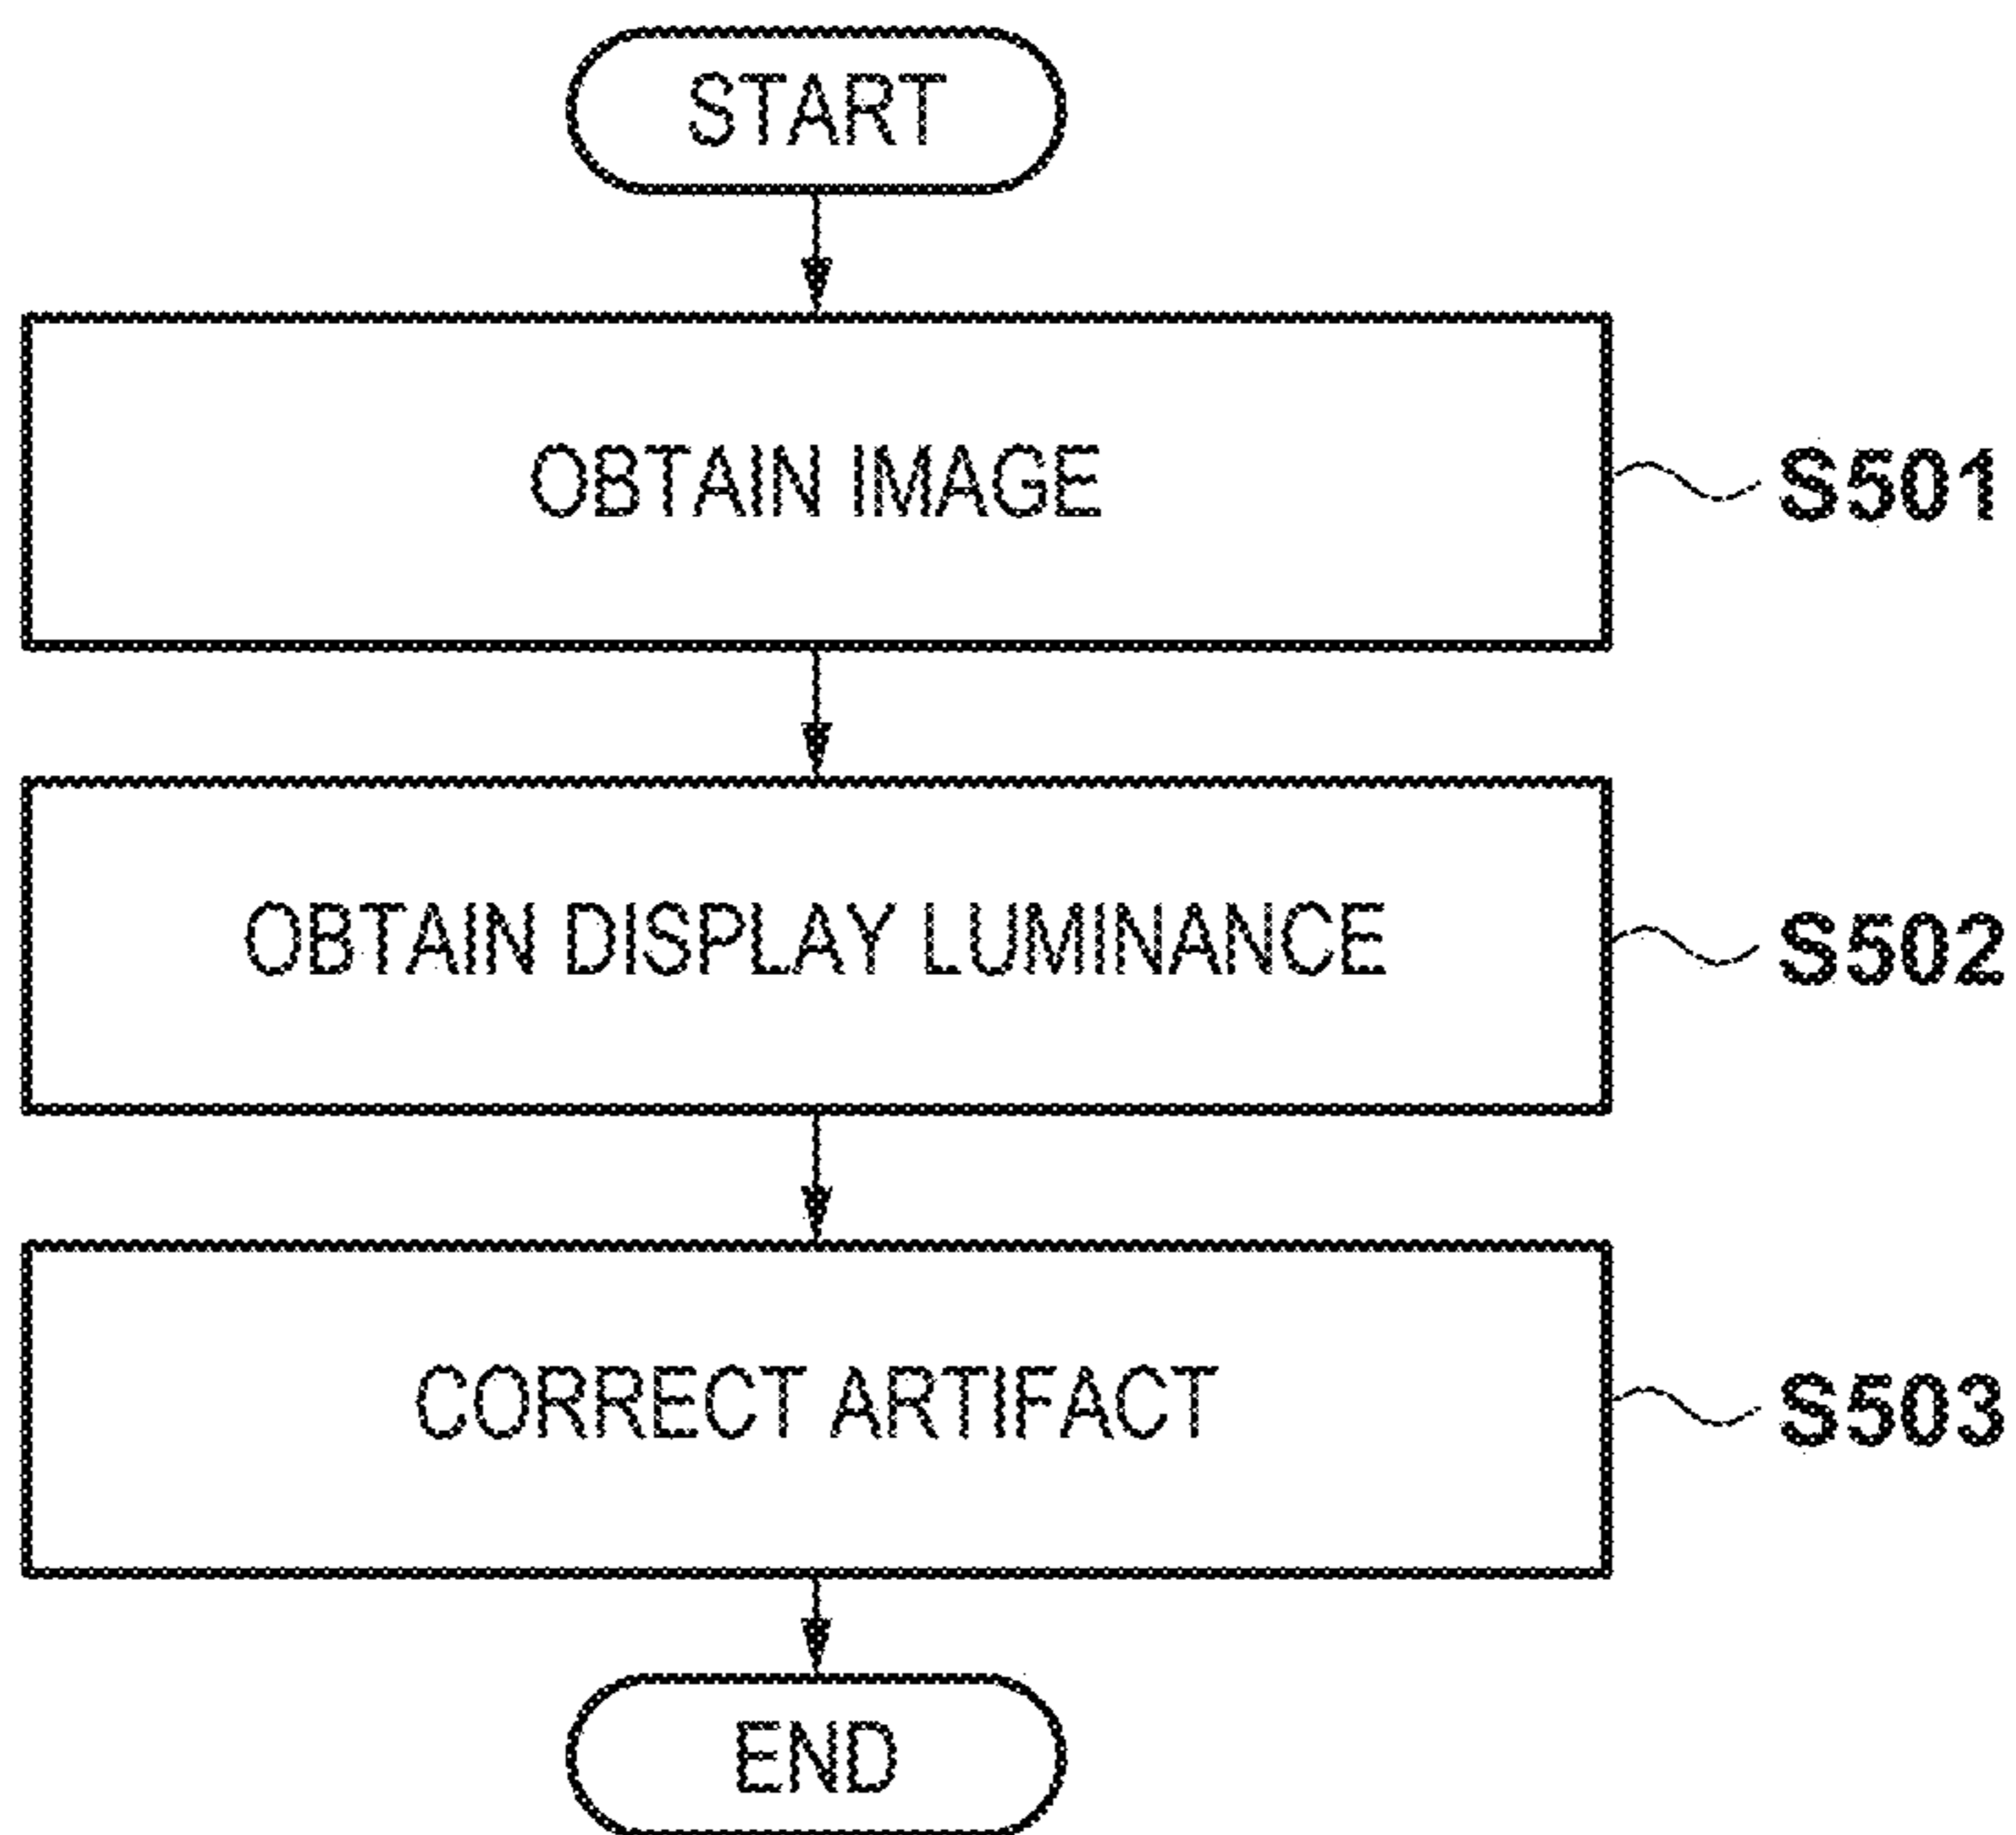 START
OBTAIN IMAGE
S501
OBTAIN DISPLAY LUMINANCE
S502
CORRECT ARTIFACT
S503
END